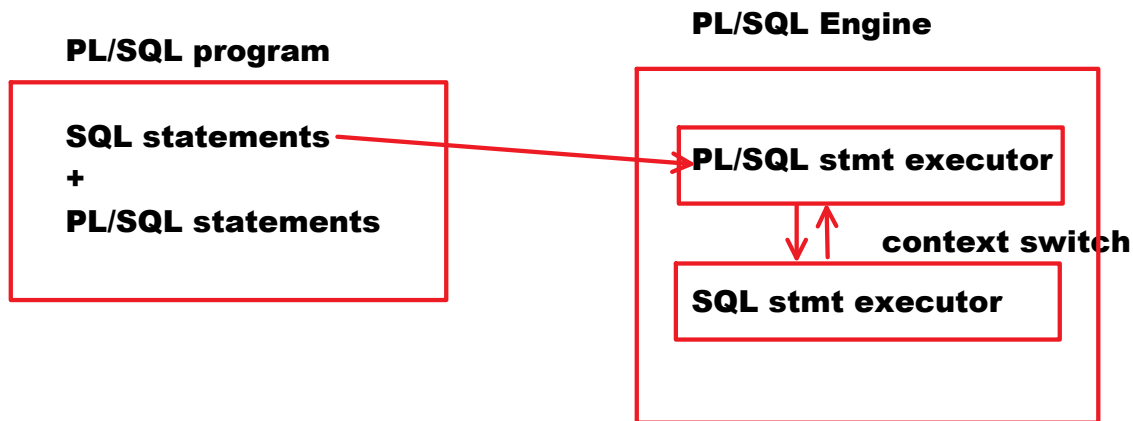 PL/SQL program
SQL statements
+
PL/SQL statements
PL/SQL Engine
PL/SQL stmt executor
context switch
SQL stmt executor